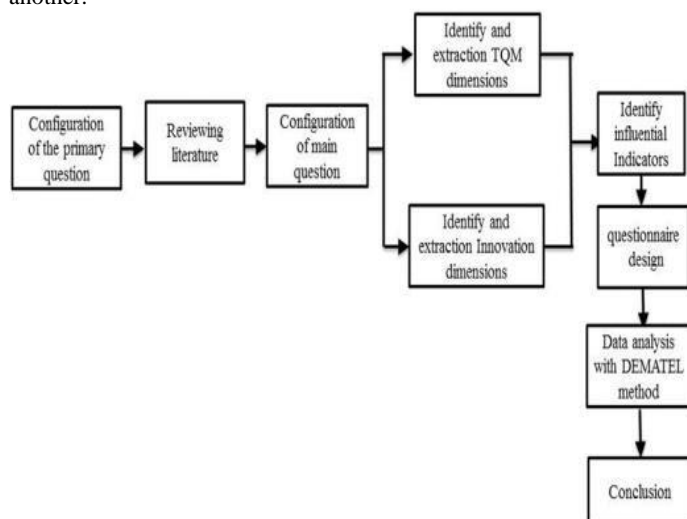 another.
Configuration
of the primary
question
Reviewing
literature
Configuration
of main
question
Identify and
extraction TQM
dimensions
Identify and
extraction Innovation
dimensions
Identify
influential
Indicators
questionnaire
design
Data analysis
with DEMATEL
method
Conclusion